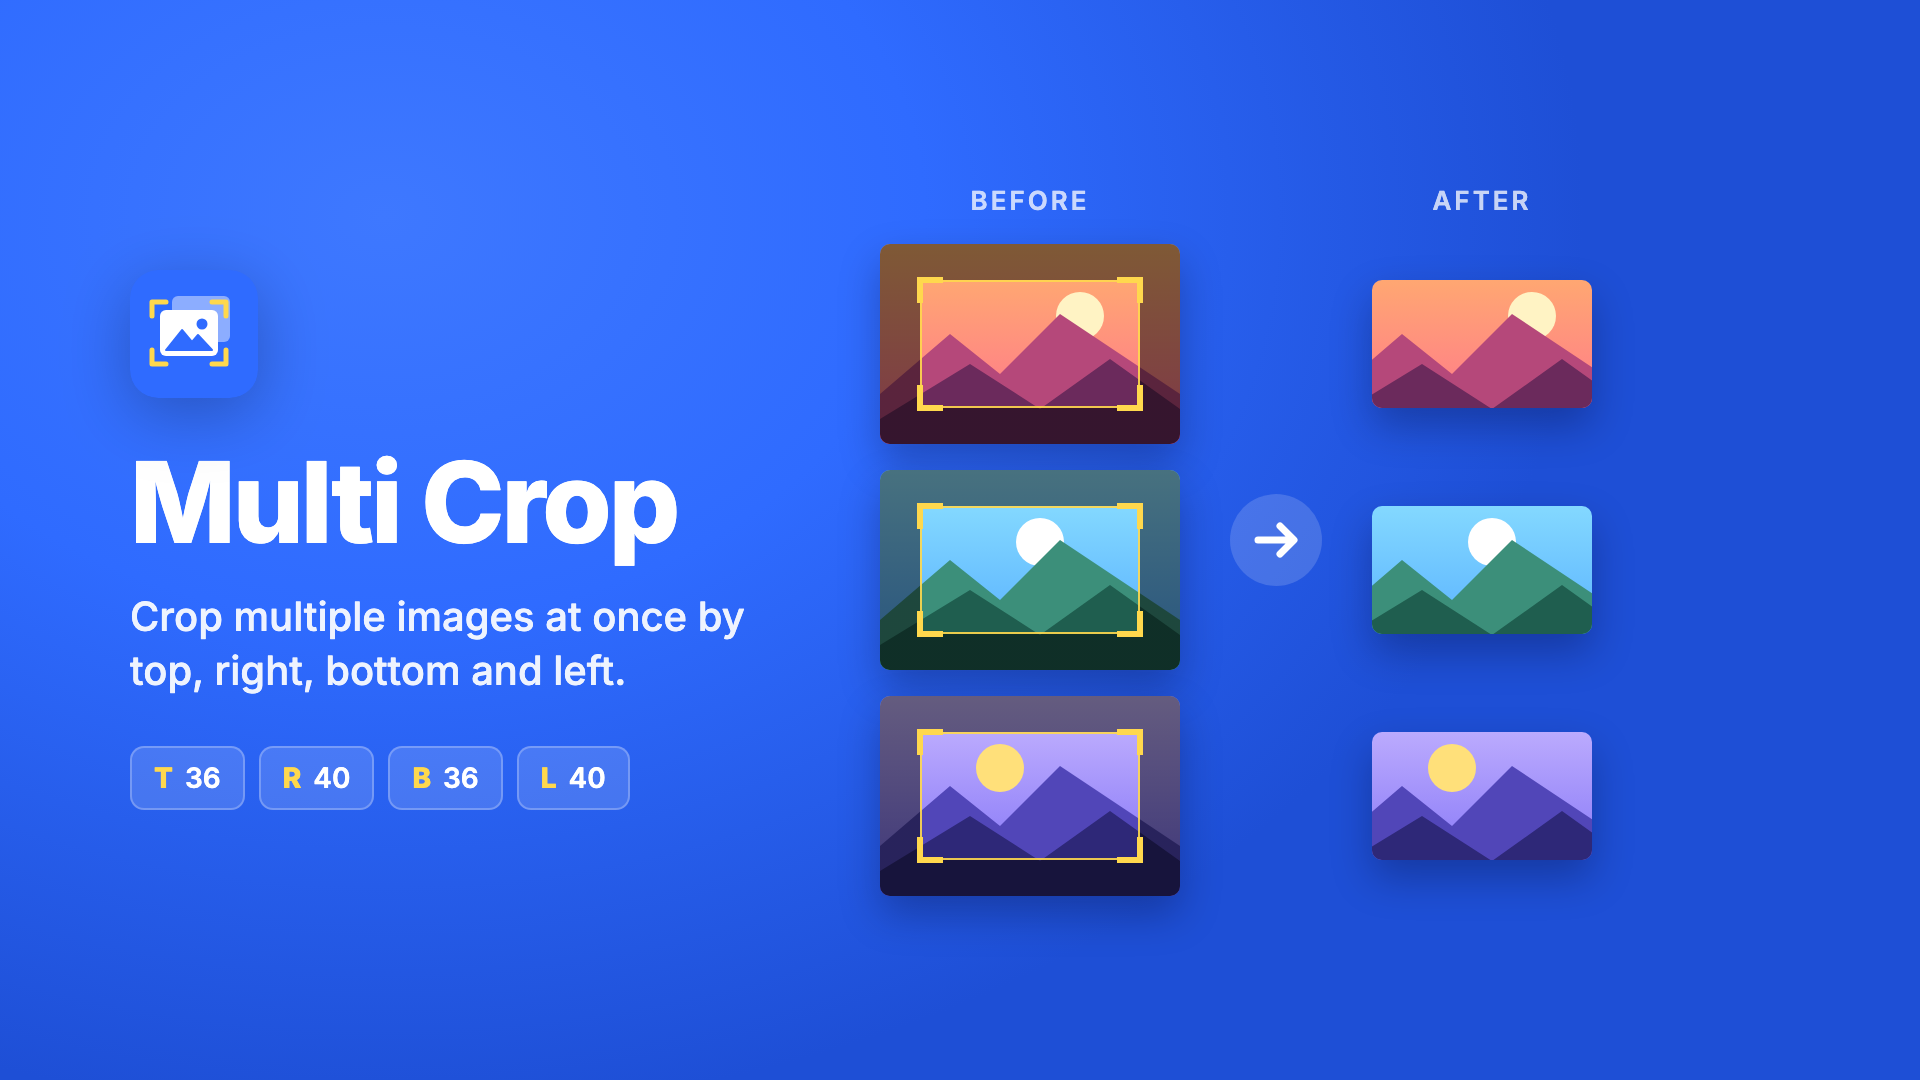 Multi Crop
Crop multiple images at once by
top, right, bottom and left.
T 36 R 40 B 36 L 40
BEFORE
AFTER